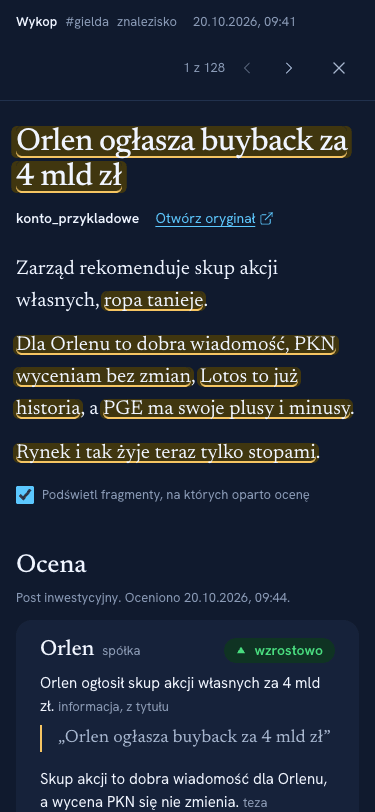 Wykop #gielda znalezisko 20.10.2026, 09:41
1 z 128
Orlen ogłasza buyback za
4 mld zł
konto_przykladowe Otwórz oryginał
Zarząd rekomenduje skup akcji
własnych, ropa tanieje.
Dla Orlenu to dobra wiadomość, PKN
wyceniam bez zmian, Lotos to już
historia, a PGE ma swoje plusy i minusy.
Rynek i tak żyje teraz tylko stopami.
Podświetl fragmenty, na których oparto ocenę
Ocena
Post inwestycyjny. Oceniono 20.10.2026, 09:44.
Orlen spółka wzrostowo
Orlen ogłosił skup akcji własnych za 4 mld
zł. informacja, z tytułu
„Orlen ogłasza buyback za 4 mld zł”
Skup akcji to dobra wiadomość dla Orlenu,
a wycena PKN się nie zmienia. teza